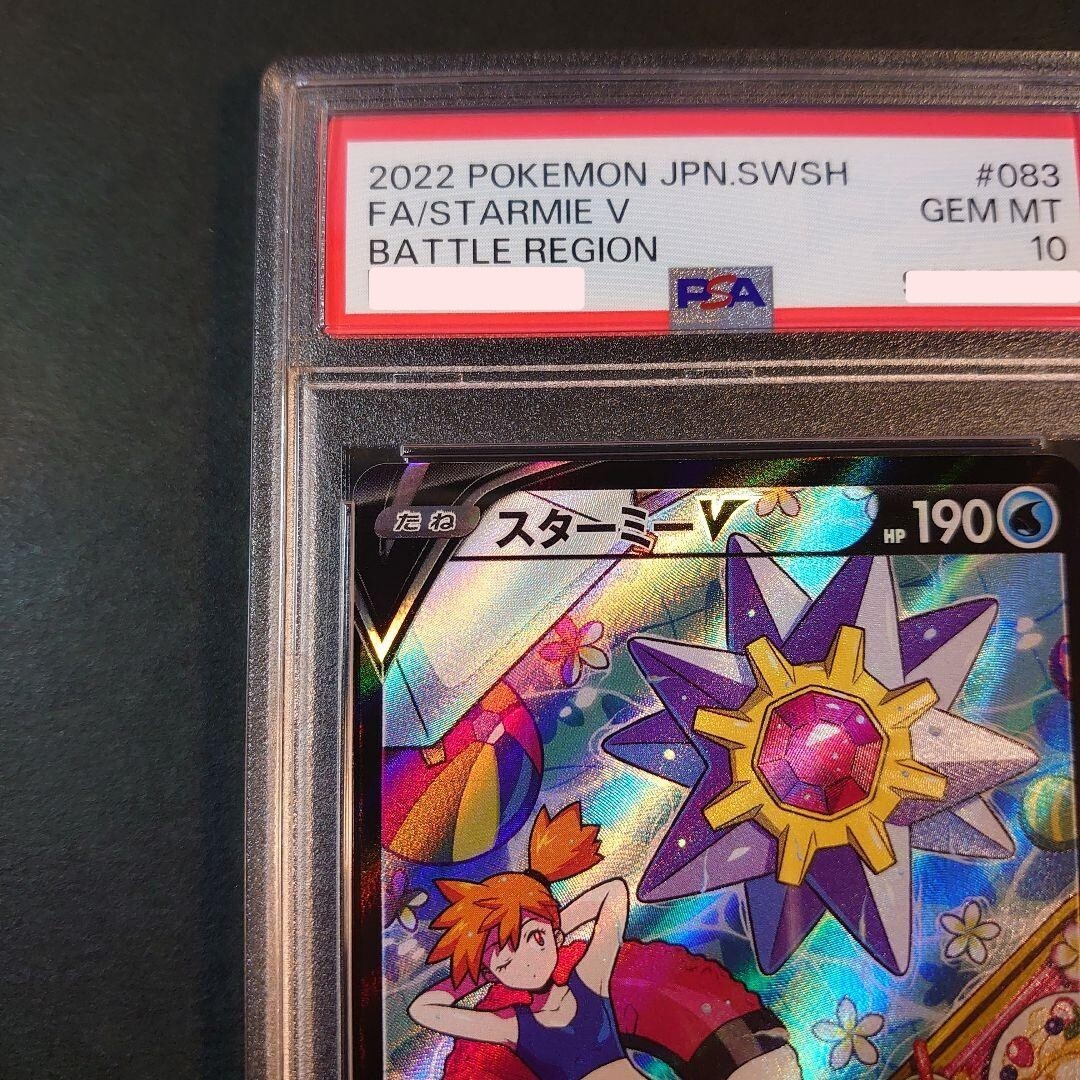 2022 POKEMON JPN.SWSH #083
FA/STARMIE V GEM MT
BATTLE REGION 10
PSA
たね スターミーV HP 190